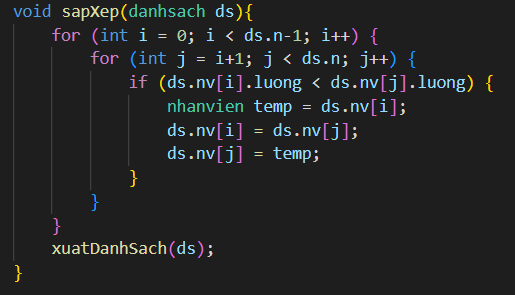 void sapXep(danhsach ds){
    for (int i = 0; i < ds.n-1; i++) {
        for (int j = i+1; j < ds.n; j++) {
            if (ds.nv[i].luong < ds.nv[j].luong) {
                nhanvien temp = ds.nv[i];
                ds.nv[i] = ds.nv[j];
                ds.nv[j] = temp;
            }
        }
    }
    xuatDanhSach(ds);
}